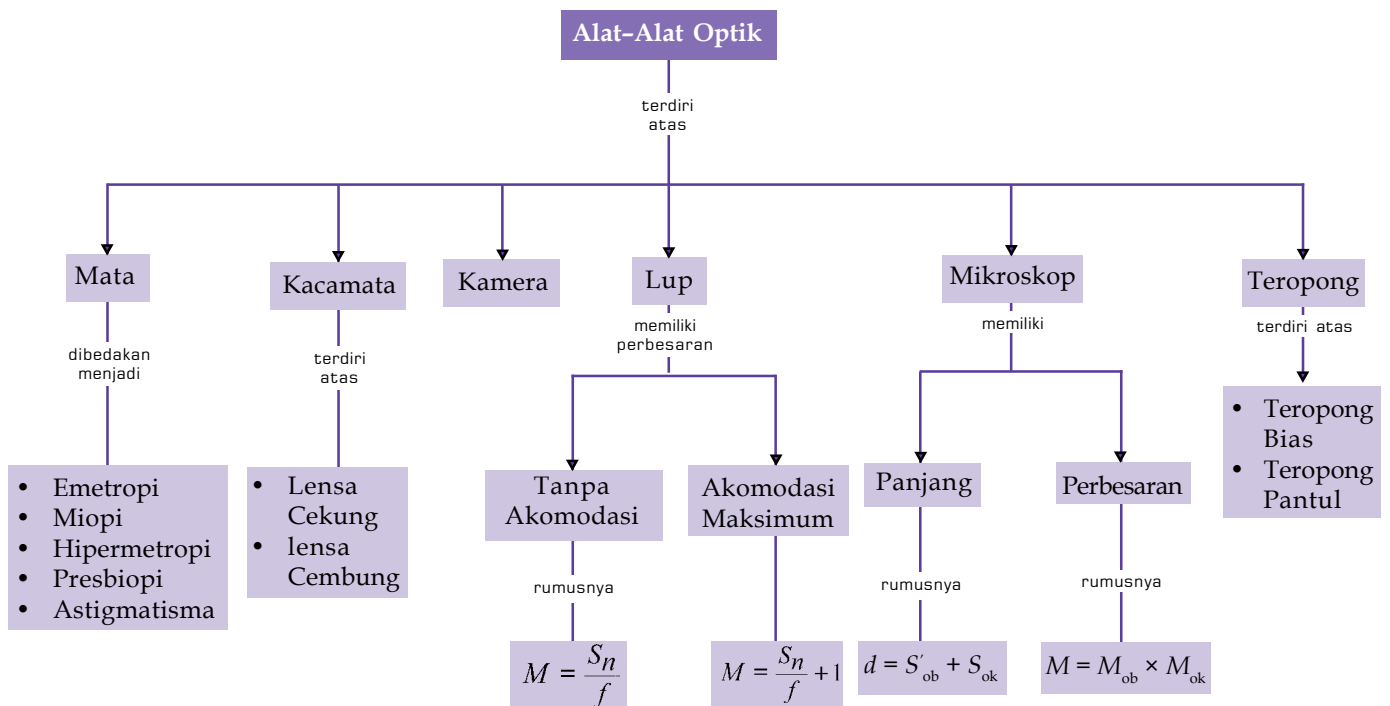 Alat–Alat Optik
terdiri
atas
Mata
Kacamata
Kamera
Lup
Mikroskop
Teropong
dibedakan
menjadi
terdiri
atas
memiliki
perbesaran
memiliki
terdiri atas
• Emetropi
• Miopi
• Hipermetropi
• Presbiopi
• Astigmatisma
• Lensa
Cekung
• lensa
Cembung
Tanpa
Akomodasi
Akomodasi
Maksimum
Panjang
Perbesaran
• Teropong
Bias
• Teropong
Pantul
rumusnya
rumusnya
rumusnya
M = Sn/f
M = Sn/f + 1
d = S′ob + Sok
M = Mob × Mok